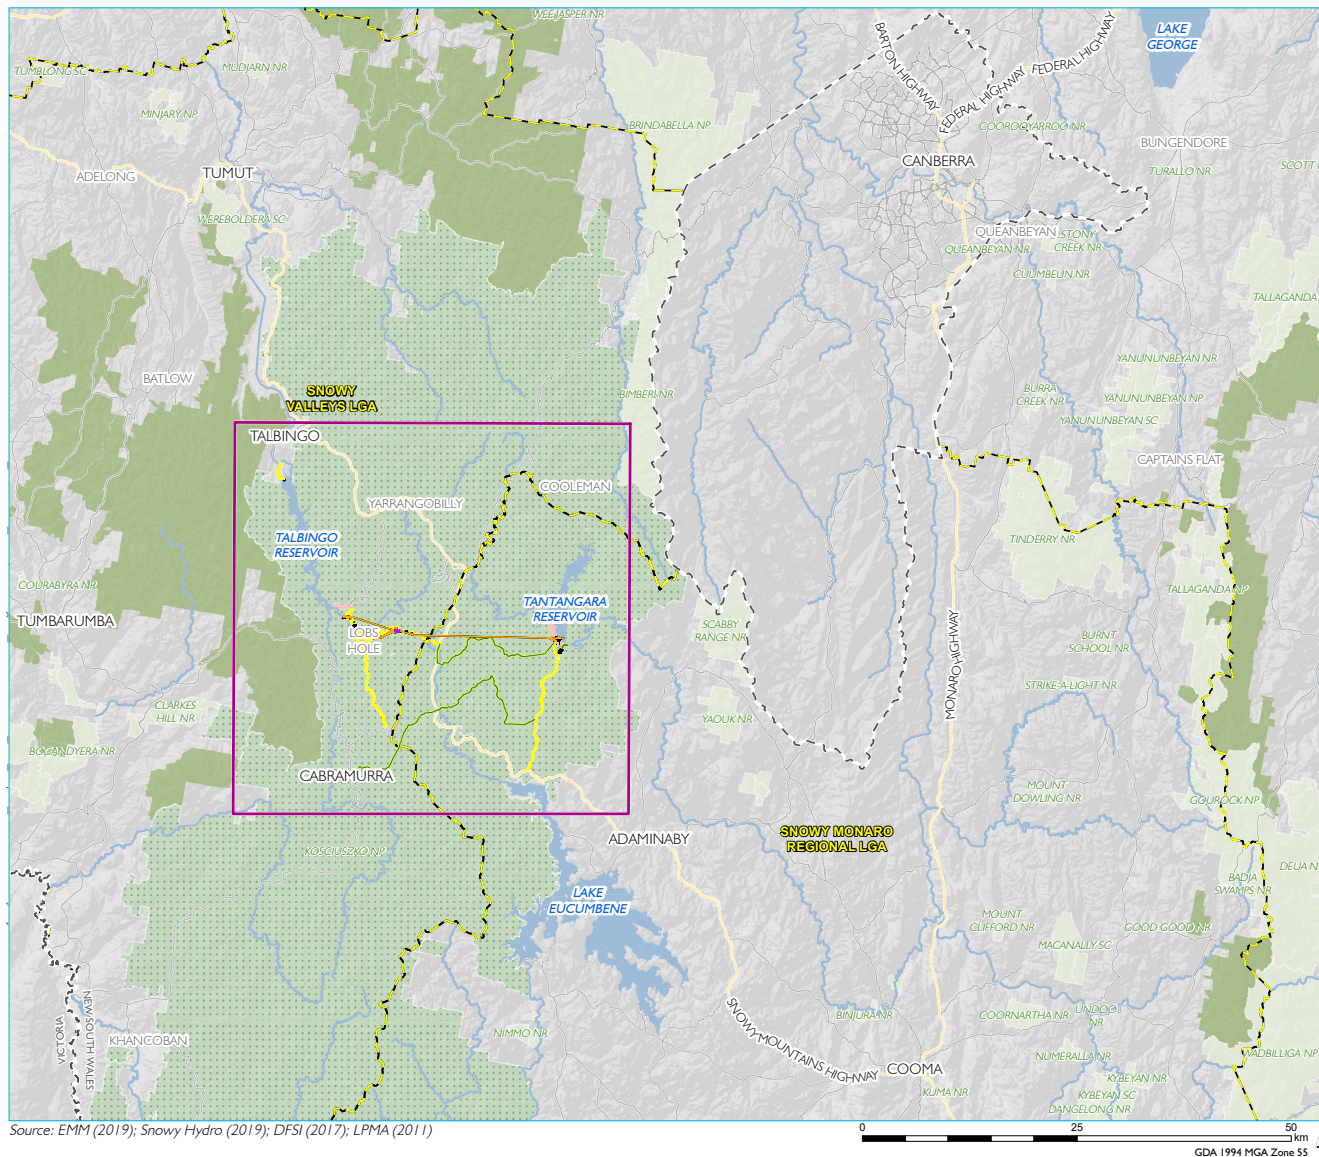 WEEJASPER NR
LAKE
GEORGE
BARTON HIGHWAY
FEDERAL HIGHWAY
FEDERAL HIGHWAY
TUMBLONG SC
MUDJARN NR
MINJARY NP
BRINDABELLA NP
GOOROOYARROO NR
BUNGENDORE
CANBERRA
ADELONG
TUMUT
TURALLO NR
SCOTT
WEREBOLDERA SC
QUEANBEYAN
STONY
CREEK NR
QUEANBEYAN NR
CUUMBEUN NR
TALLAGANDA
YANUNUNBEYAN NR
BATLOW
SNOWY
VALLEYS LGA
BIMBERI NR
BURRA
CREEK NR
YANUNUNBEYAN NP
YANUNUNBEYAN SC
TALBINGO
CAPTAINS FLAT
COOLEMAN
YARRANGOBILLY
TALBINGO
RESERVOIR
TINDERRY NR
COURABYRA NR
TALLAGANDA NP
TANTANGARA
RESERVOIR
TUMBARUMBA
LOBS
HOLE
SCABBY
RANGE NR
BURNT
SCHOOL NR
MONARO HIGHWAY
STRIKE-A-LIGHT NR
CLARKES
HILL NR
YAOUK NR
BOGANDYERA NR
CABRAMURRA
MOUNT
DOWLING NR
GOUROCK NP
ADAMINABY
SNOWY MONARO
REGIONAL LGA
KOSCIUSZKO NP
DEUA N
BADJA
SWAMPS NR
LAKE
EUCUMBENE
MOUNT
CLIFFORD NR
GOOD GOOD NR
MACANALLY SC
VICTORIA
NEW SOUTH WALES
KHANCOBAN
NIMMO NR
SNOWY MOUNTAINS HIGHWAY
BINJURA NR
COORNARTHA NR
UNDOO
NR
NUMERALLA NR
WADBILLIGA NP
COOMA
KUMA NR
KYBEYAN NR
KYBEYAN SC
DANGELONG NR
Source: EMM (2019); Snowy Hydro (2019); DFSI (2017); LPMA (2011)
0 25 50
km
GDA 1994 MGA Zone 55